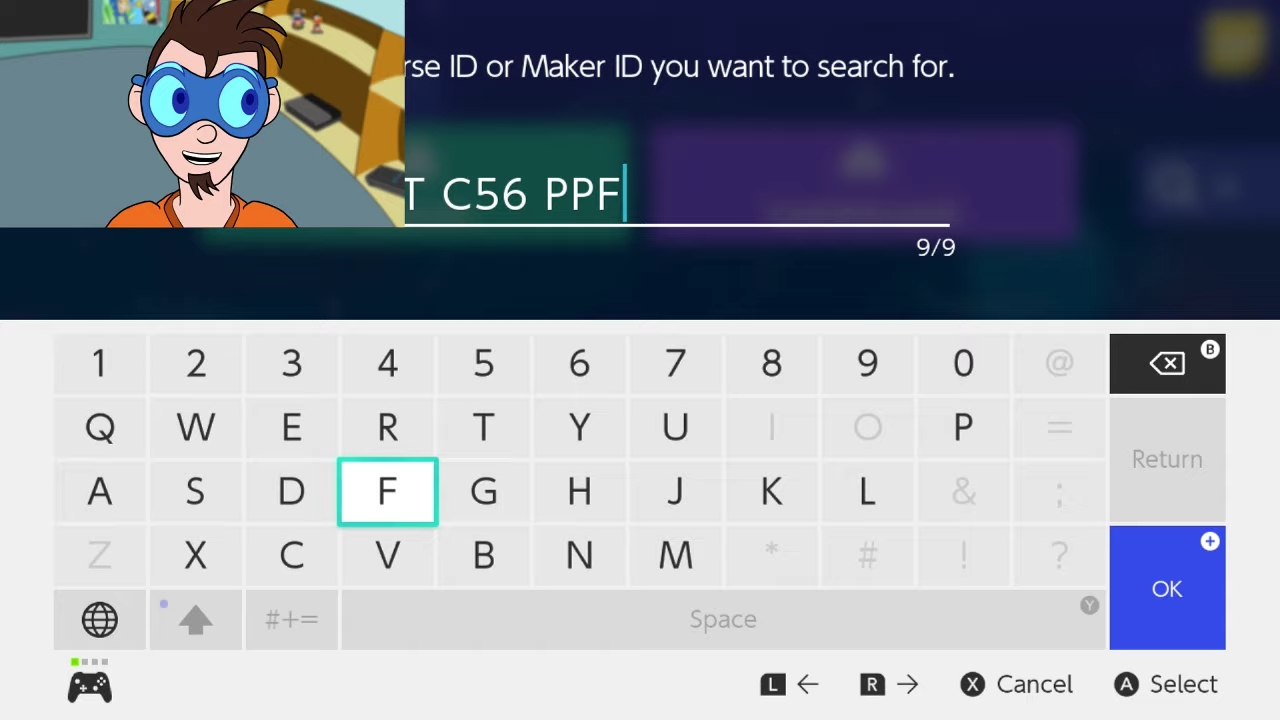 rse ID or Maker ID you want to search for.
T C56 PPF
9/9
1 2 3 4 5 6 7 8 9 0 @
B
Q W E R T Y U I O P =
Return
A S D F G H J K L & ;
Z X C V B N M * # ! ?
+
OK
#+= Space Y
L ← R → X Cancel A Select